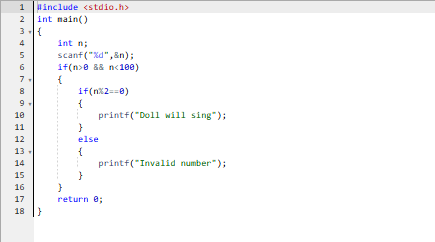 1 #include <stdio.h>
2 int main()
3 {
4 int n;
5 scanf("%d",&n);
6 if(n>0 && n<100)
7 {
8 if(n%2==0)
9 {
10 printf("Doll will sing");
11 }
12 else
13 {
14 printf("Invalid number");
15 }
16 }
17 return 0;
18 }